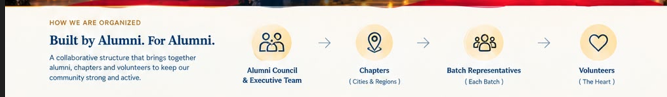 HOW WE ARE ORGANIZED
Built by Alumni. For Alumni.
A collaborative structure that brings together
alumni, chapters and volunteers to keep our
community strong and active.
Alumni Council
& Executive Team
Chapters
( Cities & Regions )
Batch Representatives
( Each Batch )
Volunteers
( The Heart )